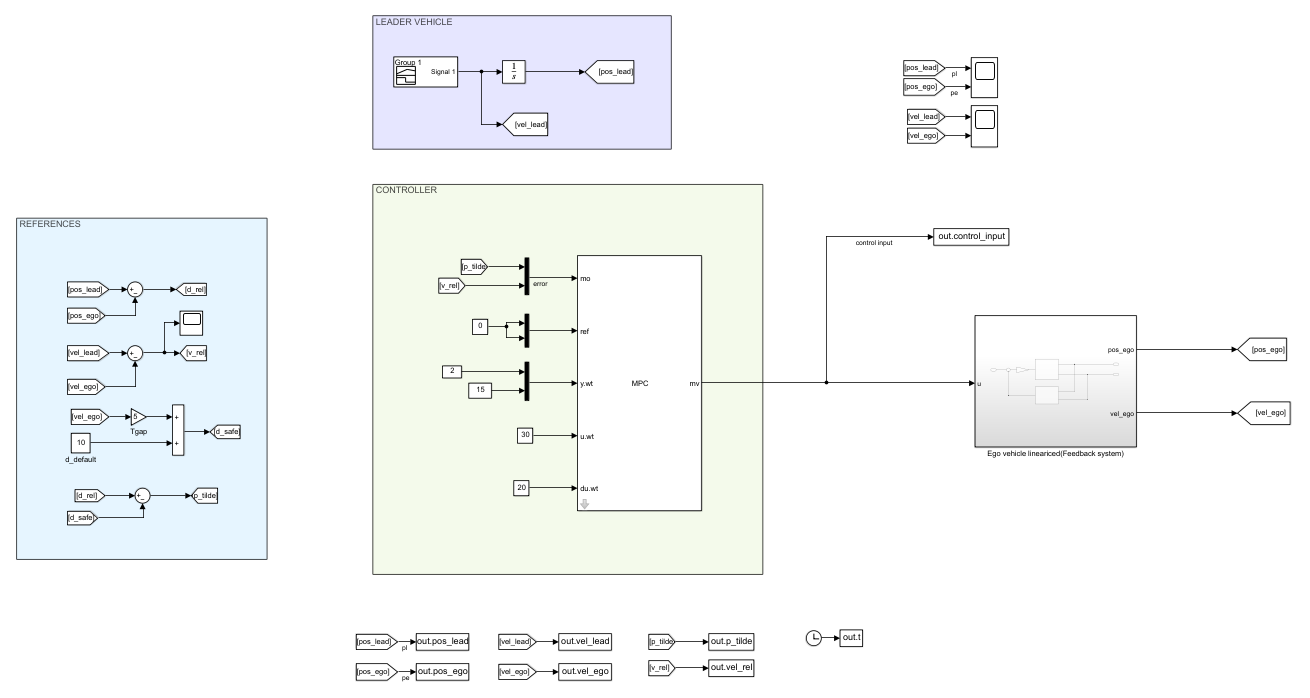 LEADER VEHICLE
Group 1
Signal 1
1
s
[pos_lead]
[vel_lead]
[pos_lead]
pl
[pos_ego]
pe
[vel_lead]
[vel_ego]
REFERENCES
[pos_lead]
+_
[d_rel]
[pos_ego]
[vel_lead]
+_
[v_rel]
[vel_ego]
[vel_ego]
5
Tgap
+
+
[d_safe]
10
d_default
[d_rel]
+_
p_tilde]
[d_safe]
CONTROLLER
[p_tilde
[v_rel]
error
mo
0
ref
2
15
y.wt
MPC
mv
30
u.wt
20
du.wt
control input
out.control_input
u
pos_ego
vel_ego
Ego vehicle lineariced(Feedback system)
[pos_ego]
[vel_ego]
[pos_lead]
pl
out.pos_lead
[vel_lead]
out.vel_lead
[p_tilde
out.p_tilde
out.t
[pos_ego]
pe
out.pos_ego
[vel_ego]
out.vel_ego
[v_rel]
out.vel_rel